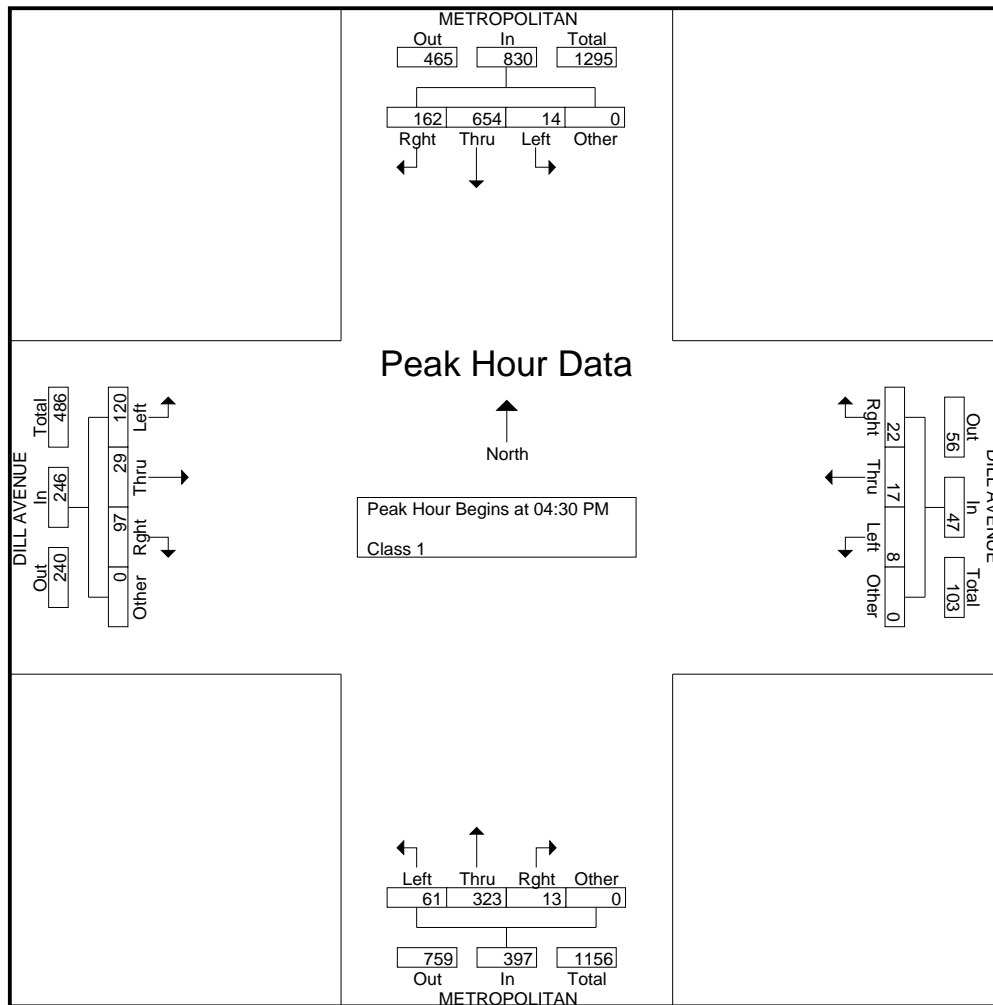 METROPOLITAN
Out In Total
465 830 1295
162 654 14 0
Rght Thru Left Other
Peak Hour Data
North
Peak Hour Begins at 04:30 PM
Class 1
DILL AVENUE
Out In Total
240 246 486
Left Thru Rght Other
120 29 97 0
DILL AVENUE
Out In Total
56 47 103
Rght Thru Left Other
22 17 8 0
Left Thru Rght Other
61 323 13 0
759 397 1156
Out In Total
METROPOLITAN